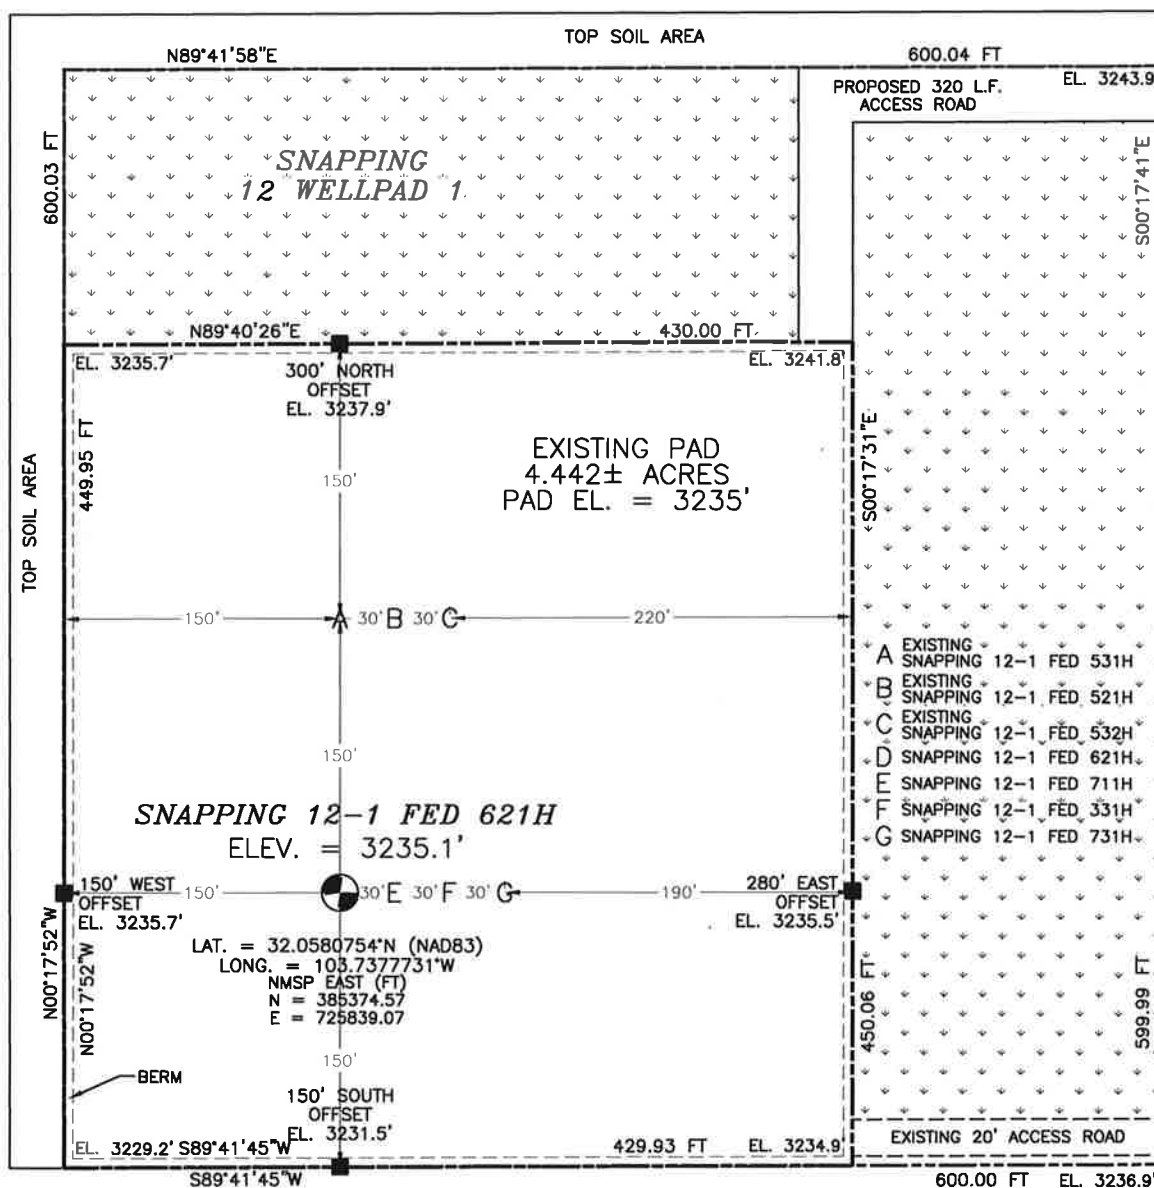 TOP SOIL AREA
N89°41'58"E
600.04 FT
PROPOSED 320 L.F.
ACCESS ROAD
EL. 3243.9'
600.03 FT
SNAPPING
12 WELLPAD 1
S00°17'41"E
N89°40'26"E
430.00 FT
EL. 3235.7'
300' NORTH
OFFSET
EL. 3237.9'
EL. 3241.8'
449.95 FT
TOP SOIL AREA
EXISTING PAD
4.442± ACRES
PAD EL. = 3235'
S00°17'31"E
150'
150'
A 30' B 30' C
220'
A EXISTING
SNAPPING 12-1 FED 531H
B EXISTING
SNAPPING 12-1 FED 521H
C EXISTING
SNAPPING 12-1 FED 532H
D SNAPPING 12-1 FED 621H
E SNAPPING 12-1 FED 711H
F SNAPPING 12-1 FED 331H
G SNAPPING 12-1 FED 731H
150'
SNAPPING 12-1 FED 621H
ELEV. = 3235.1'
150' WEST
OFFSET
EL. 3235.7'
150'
30' E 30' F 30' G
190'
280' EAST
OFFSET
EL. 3235.5'
LAT. = 32.0580754°N (NAD83)
LONG. = 103.7377731°W
NMSP EAST (FT)
N = 385374.57
E = 725839.07
N00°17'52"W
N00°17'52"W
450.06 FT
599.99 FT
150'
BERM
150' SOUTH
OFFSET
EL. 3231.5'
EL. 3229.2' S89°41'45"W
429.93 FT
EL. 3234.9'
EXISTING 20' ACCESS ROAD
S89°41'45"W
600.00 FT
EL. 3236.9'